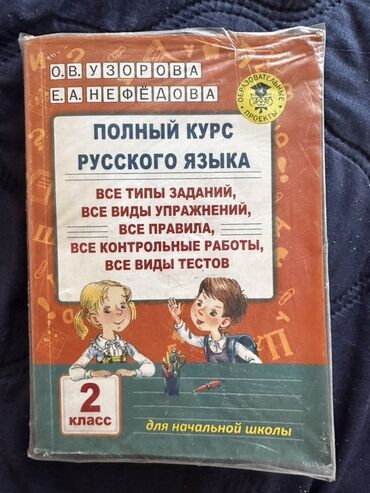 О.В. УЗОРОВА
Е.А. НЕФЁДОВА
ОБРАЗОВАТЕЛЬНЫЕ
ПРОЕКТЫ
ПОЛНЫЙ КУРС
РУССКОГО ЯЗЫКА
ВСЕ ТИПЫ ЗАДАНИЙ,
ВСЕ ВИДЫ УПРАЖНЕНИЙ,
ВСЕ ПРАВИЛА,
ВСЕ КОНТРОЛЬНЫЕ РАБОТЫ,
ВСЕ ВИДЫ ТЕСТОВ
2
класс
для начальной школы